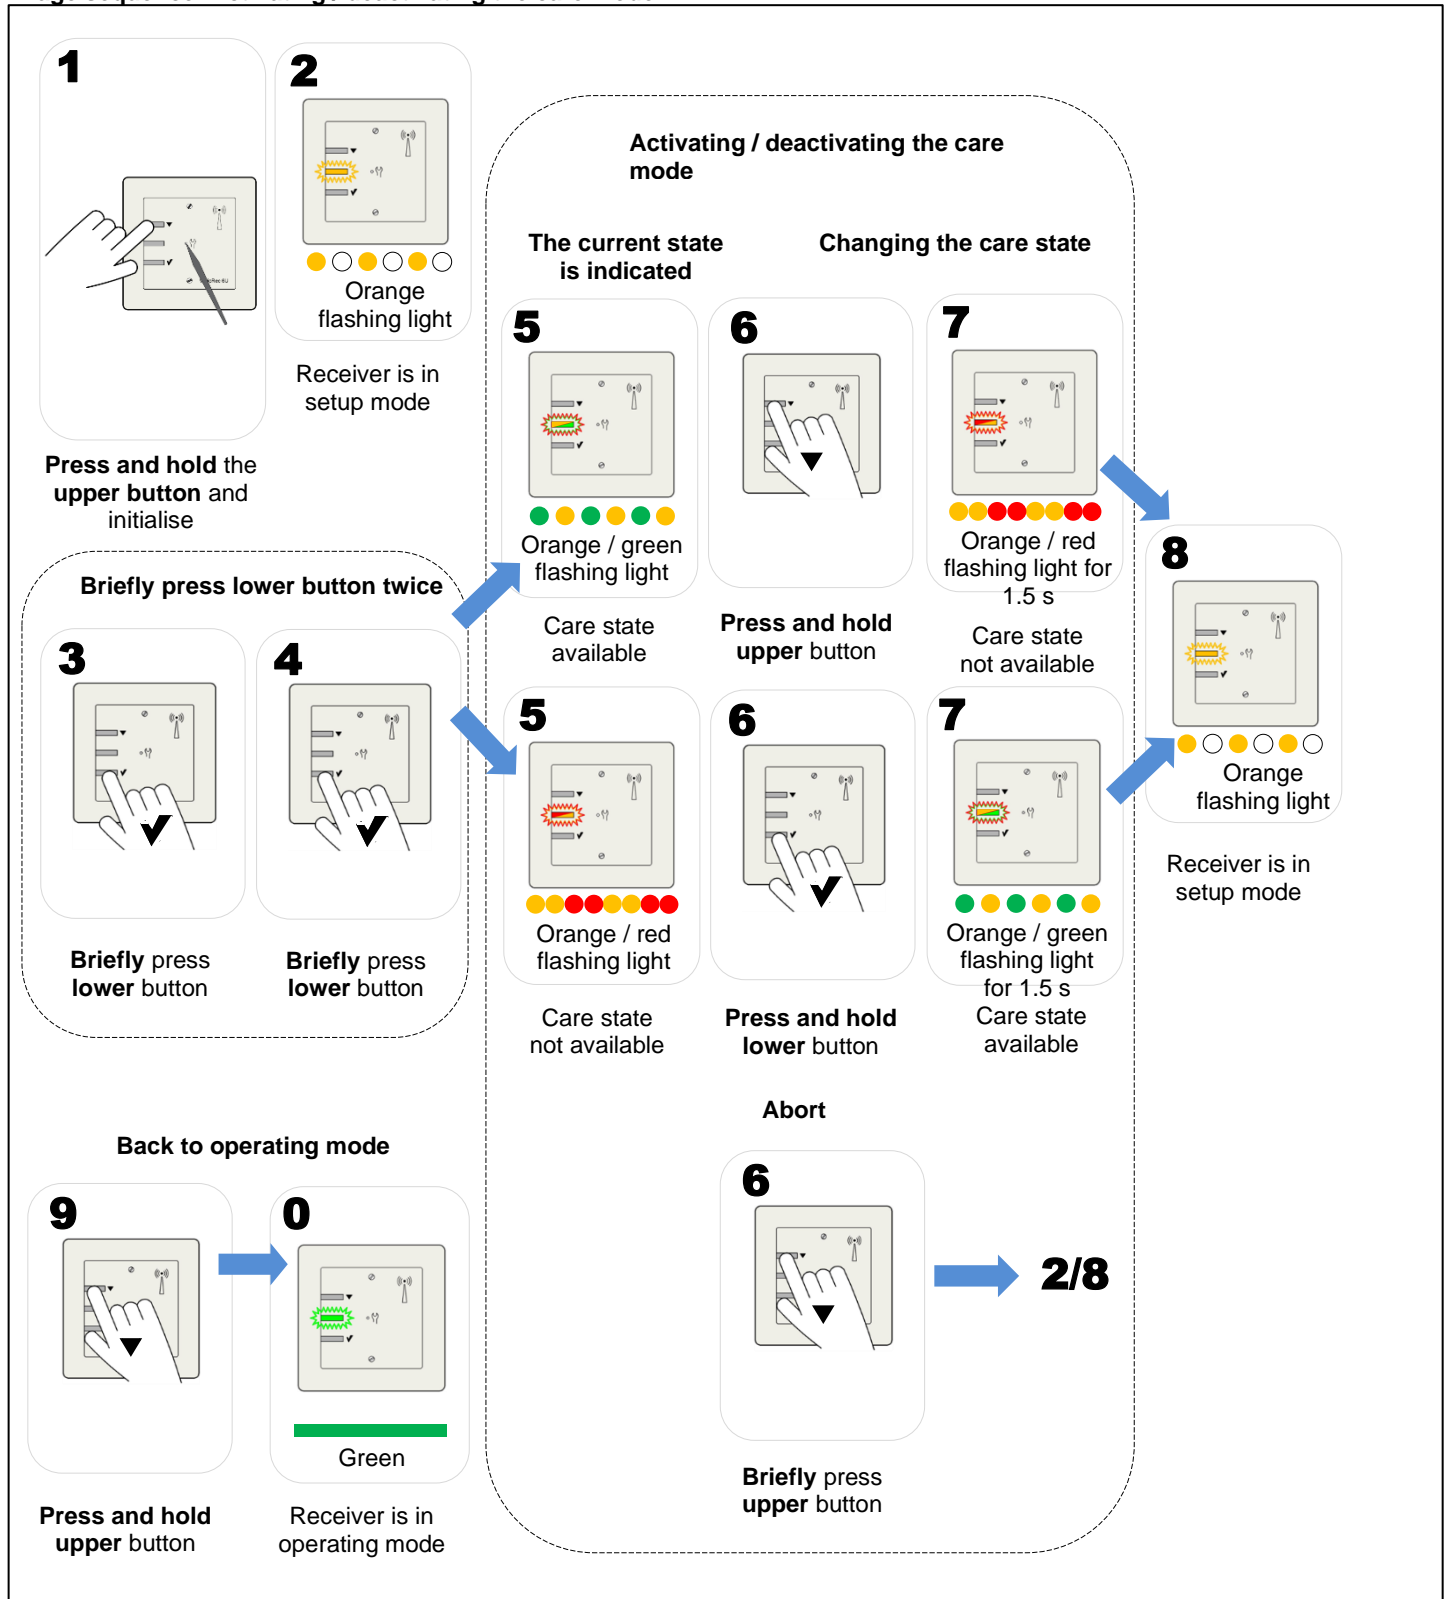 1
Press and hold the
upper button and
initialise
2
Orange
flashing light
Receiver is in
setup mode
Briefly press lower button twice
3
Briefly press
lower button
4
Briefly press
lower button
Activating / deactivating the care
mode
The current state
is indicated
Changing the care state
5
Orange / green
flashing light
Care state
available
6
Press and hold
upper button
7
Orange / red
flashing light for
1.5 s
Care state
not available
5
Orange / red
flashing light
Care state
not available
6
Press and hold
lower button
7
Orange / green
flashing light
for 1.5 s
Care state
available
8
Orange
flashing light
Receiver is in
setup mode
Abort
6
Briefly press
upper button
2/8
Back to operating mode
9
Press and hold
upper button
0
Green
Receiver is in
operating mode